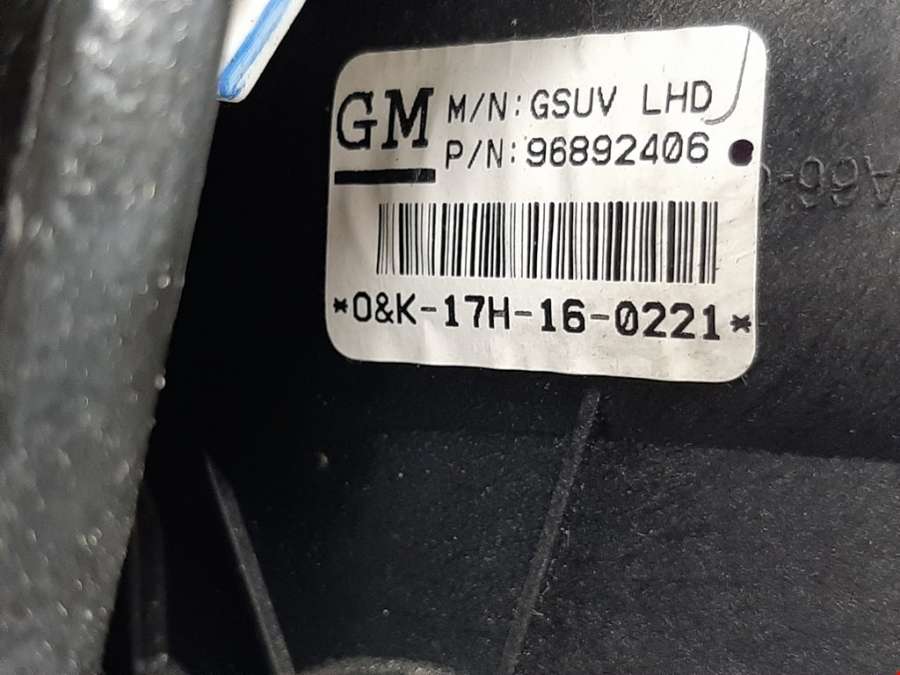 GM M/N: GSUV LHD
P/N: 96892406
*O&K-17H-16-0221*